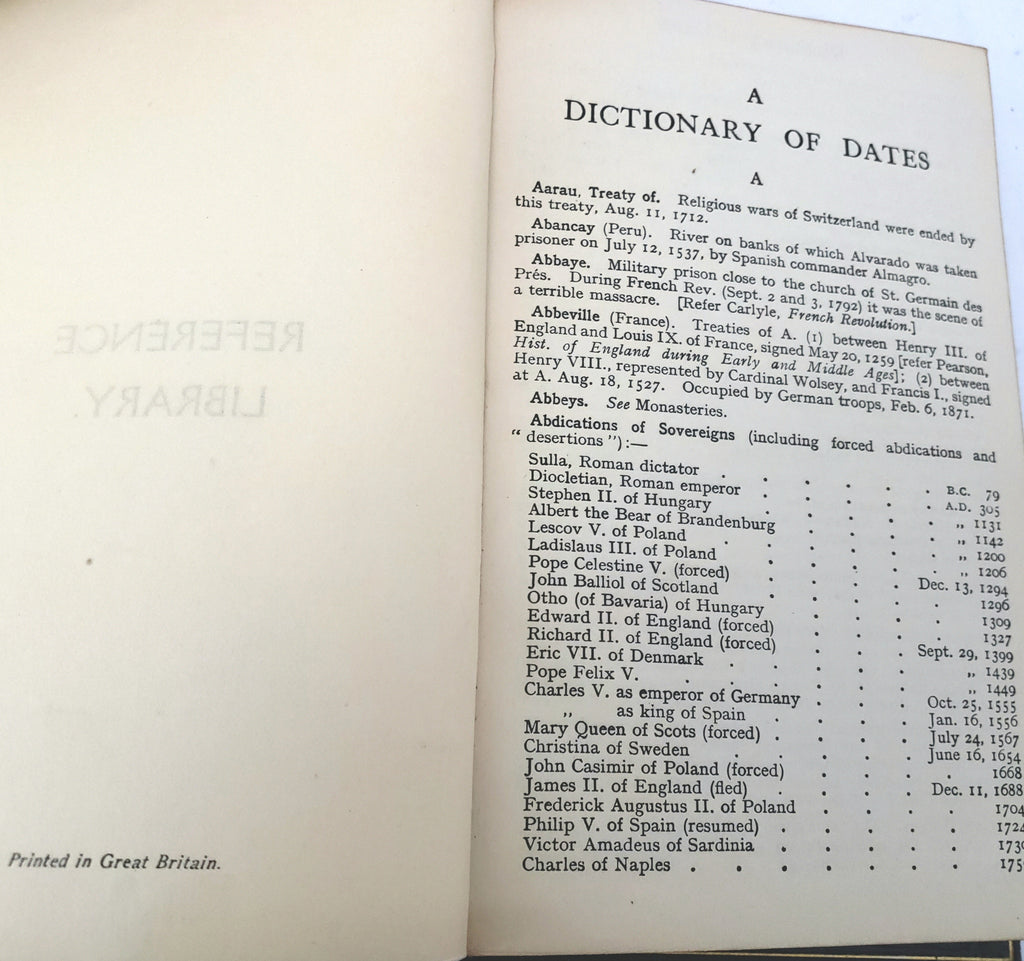 REFERENCE
LIBRARY.
Printed in Great Britain.
A
DICTIONARY OF DATES
A
Aarau, Treaty of. Religious wars of Switzerland were ended by
this treaty, Aug. 11, 1712.
Abancay (Peru). River on banks of which Alvarado was taken
prisoner on July 12, 1537, by Spanish commander Almagro.
Abbaye. Military prison close to the church of St. Germain des
Prés. During French Rev. (Sept. 2 and 3, 1792) it was the scene of
a terrible massacre. [Refer Carlyle, French Revolution.]
Abbeville (France). Treaties of A. (1) between Henry III. of
England and Louis IX. of France, signed May 20, 1259 [refer Pearson,
Hist. of England during Early and Middle Ages]; (2) between
Henry VIII., represented by Cardinal Wolsey, and Francis I., signed
at A. Aug. 18, 1527. Occupied by German troops, Feb. 6, 1871.
Abbeys. See Monasteries.
Abdications of Sovereigns (including forced abdications and
“ desertions ”):—
Sulla, Roman dictator . . . . . B.C. 79
Diocletian, Roman emperor . . . . A.D. 305
Stephen II. of Hungary . . . . „ 1131
Albert the Bear of Brandenburg . . . „ 1142
Lescov V. of Poland . . . . . „ 1200
Ladislaus III. of Poland . . . . „ 1206
Pope Celestine V. (forced) . . . Dec. 13, 1294
John Balliol of Scotland . . . . 1296
Otho (of Bavaria) of Hungary . . . . 1309
Edward II. of England (forced) . . . . 1327
Richard II. of England (forced) . . . Sept. 29, 1399
Eric VII. of Denmark . . . . „ 1439
Pope Felix V. . . . . . „ 1449
Charles V. as emperor of Germany . . . Oct. 25, 1555
„ as king of Spain . . . . Jan. 16, 1556
Mary Queen of Scots (forced) . . . . July 24, 1567
Christina of Sweden . . . . June 16, 1654
John Casimir of Poland (forced) . . . . 1668
James II. of England (fled) . . . . Dec. 11, 1688
Frederick Augustus II. of Poland . . . . 1704
Philip V. of Spain (resumed) . . . . . 1724
Victor Amadeus of Sardinia . . . . . 173
Charles of Naples . . . . . . 175